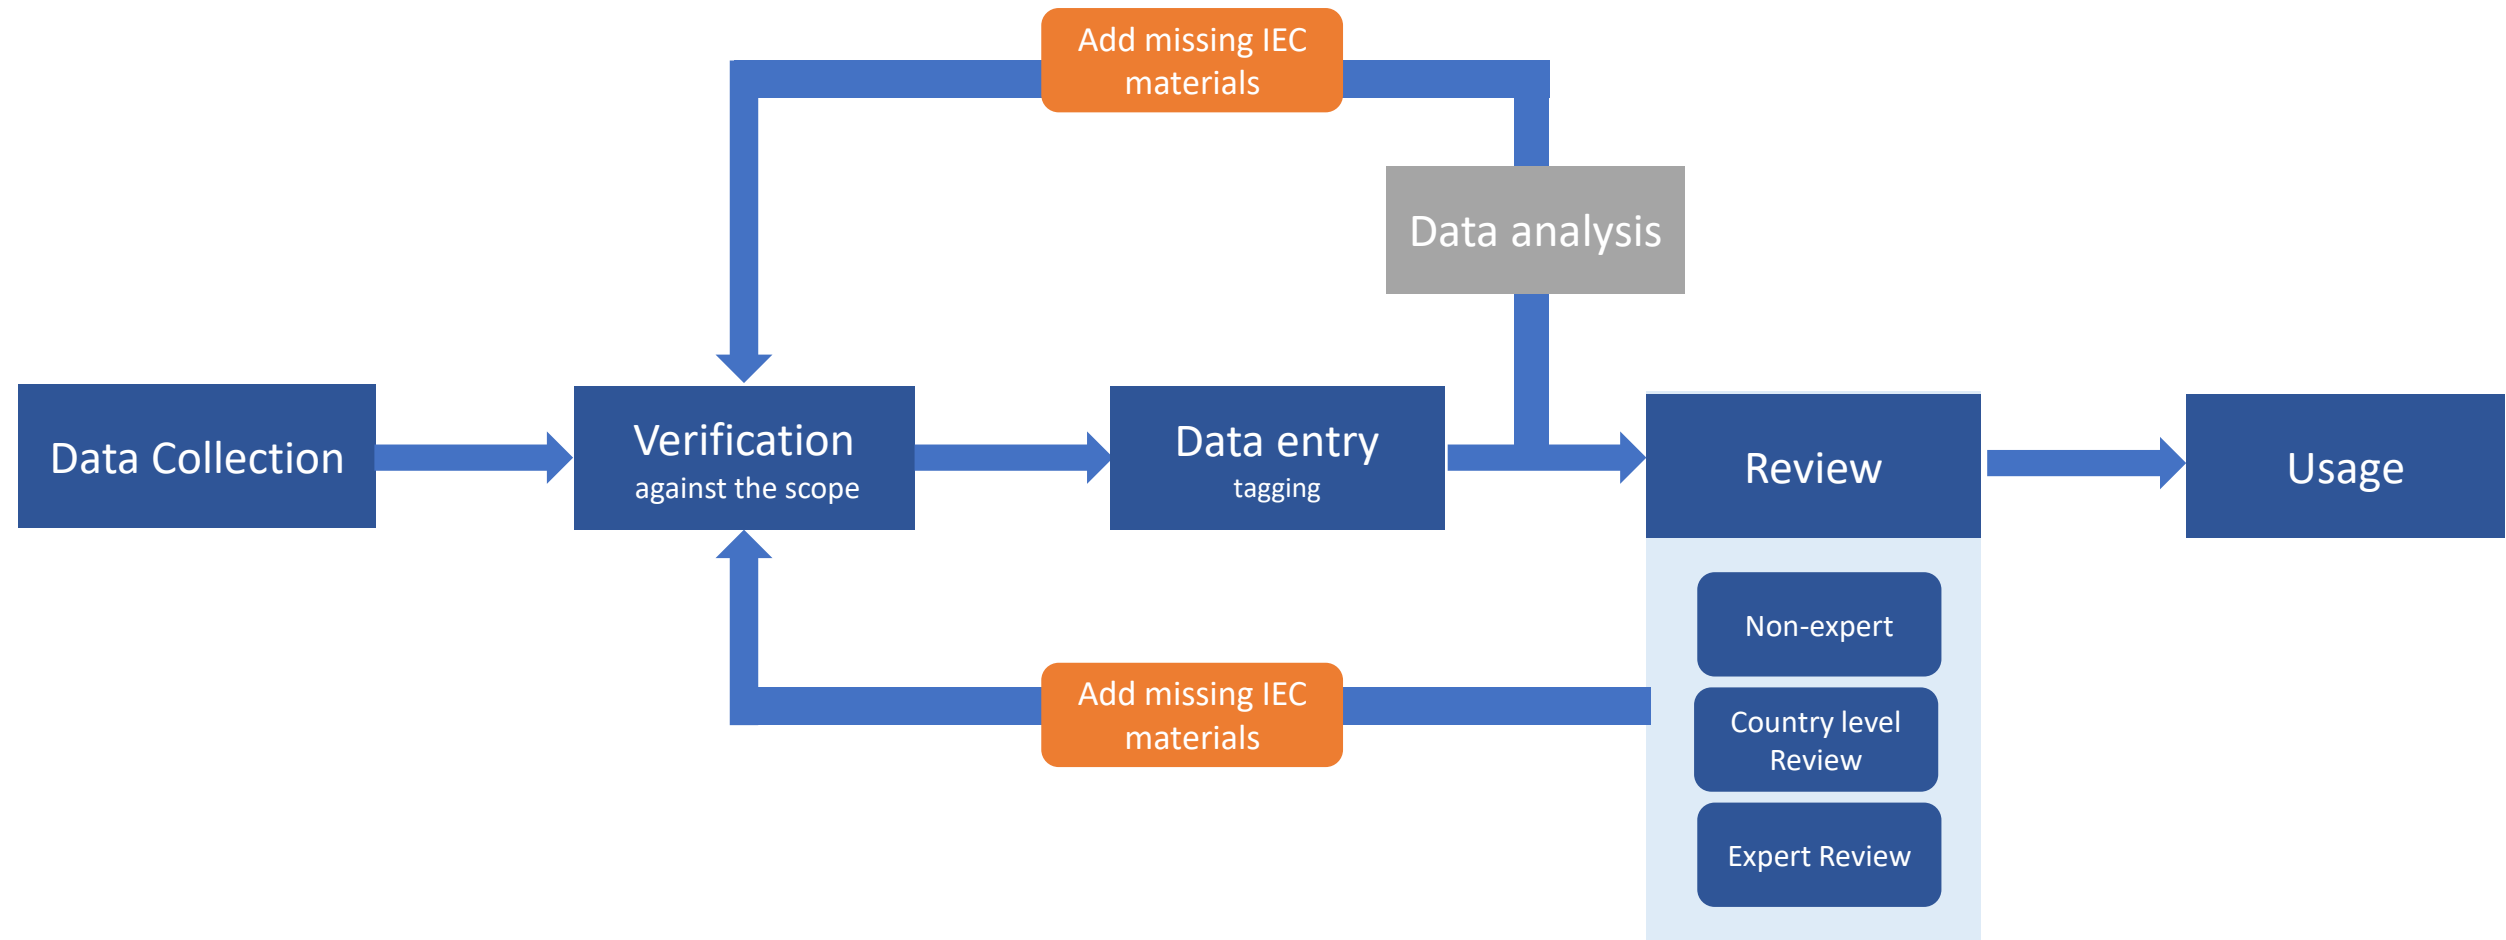 Add missing IEC
materials
Data analysis
Data Collection
Verification
against the scope
Data entry
tagging
Review
Usage
Non-expert
Add missing IEC
materials
Country level
Review
Expert Review